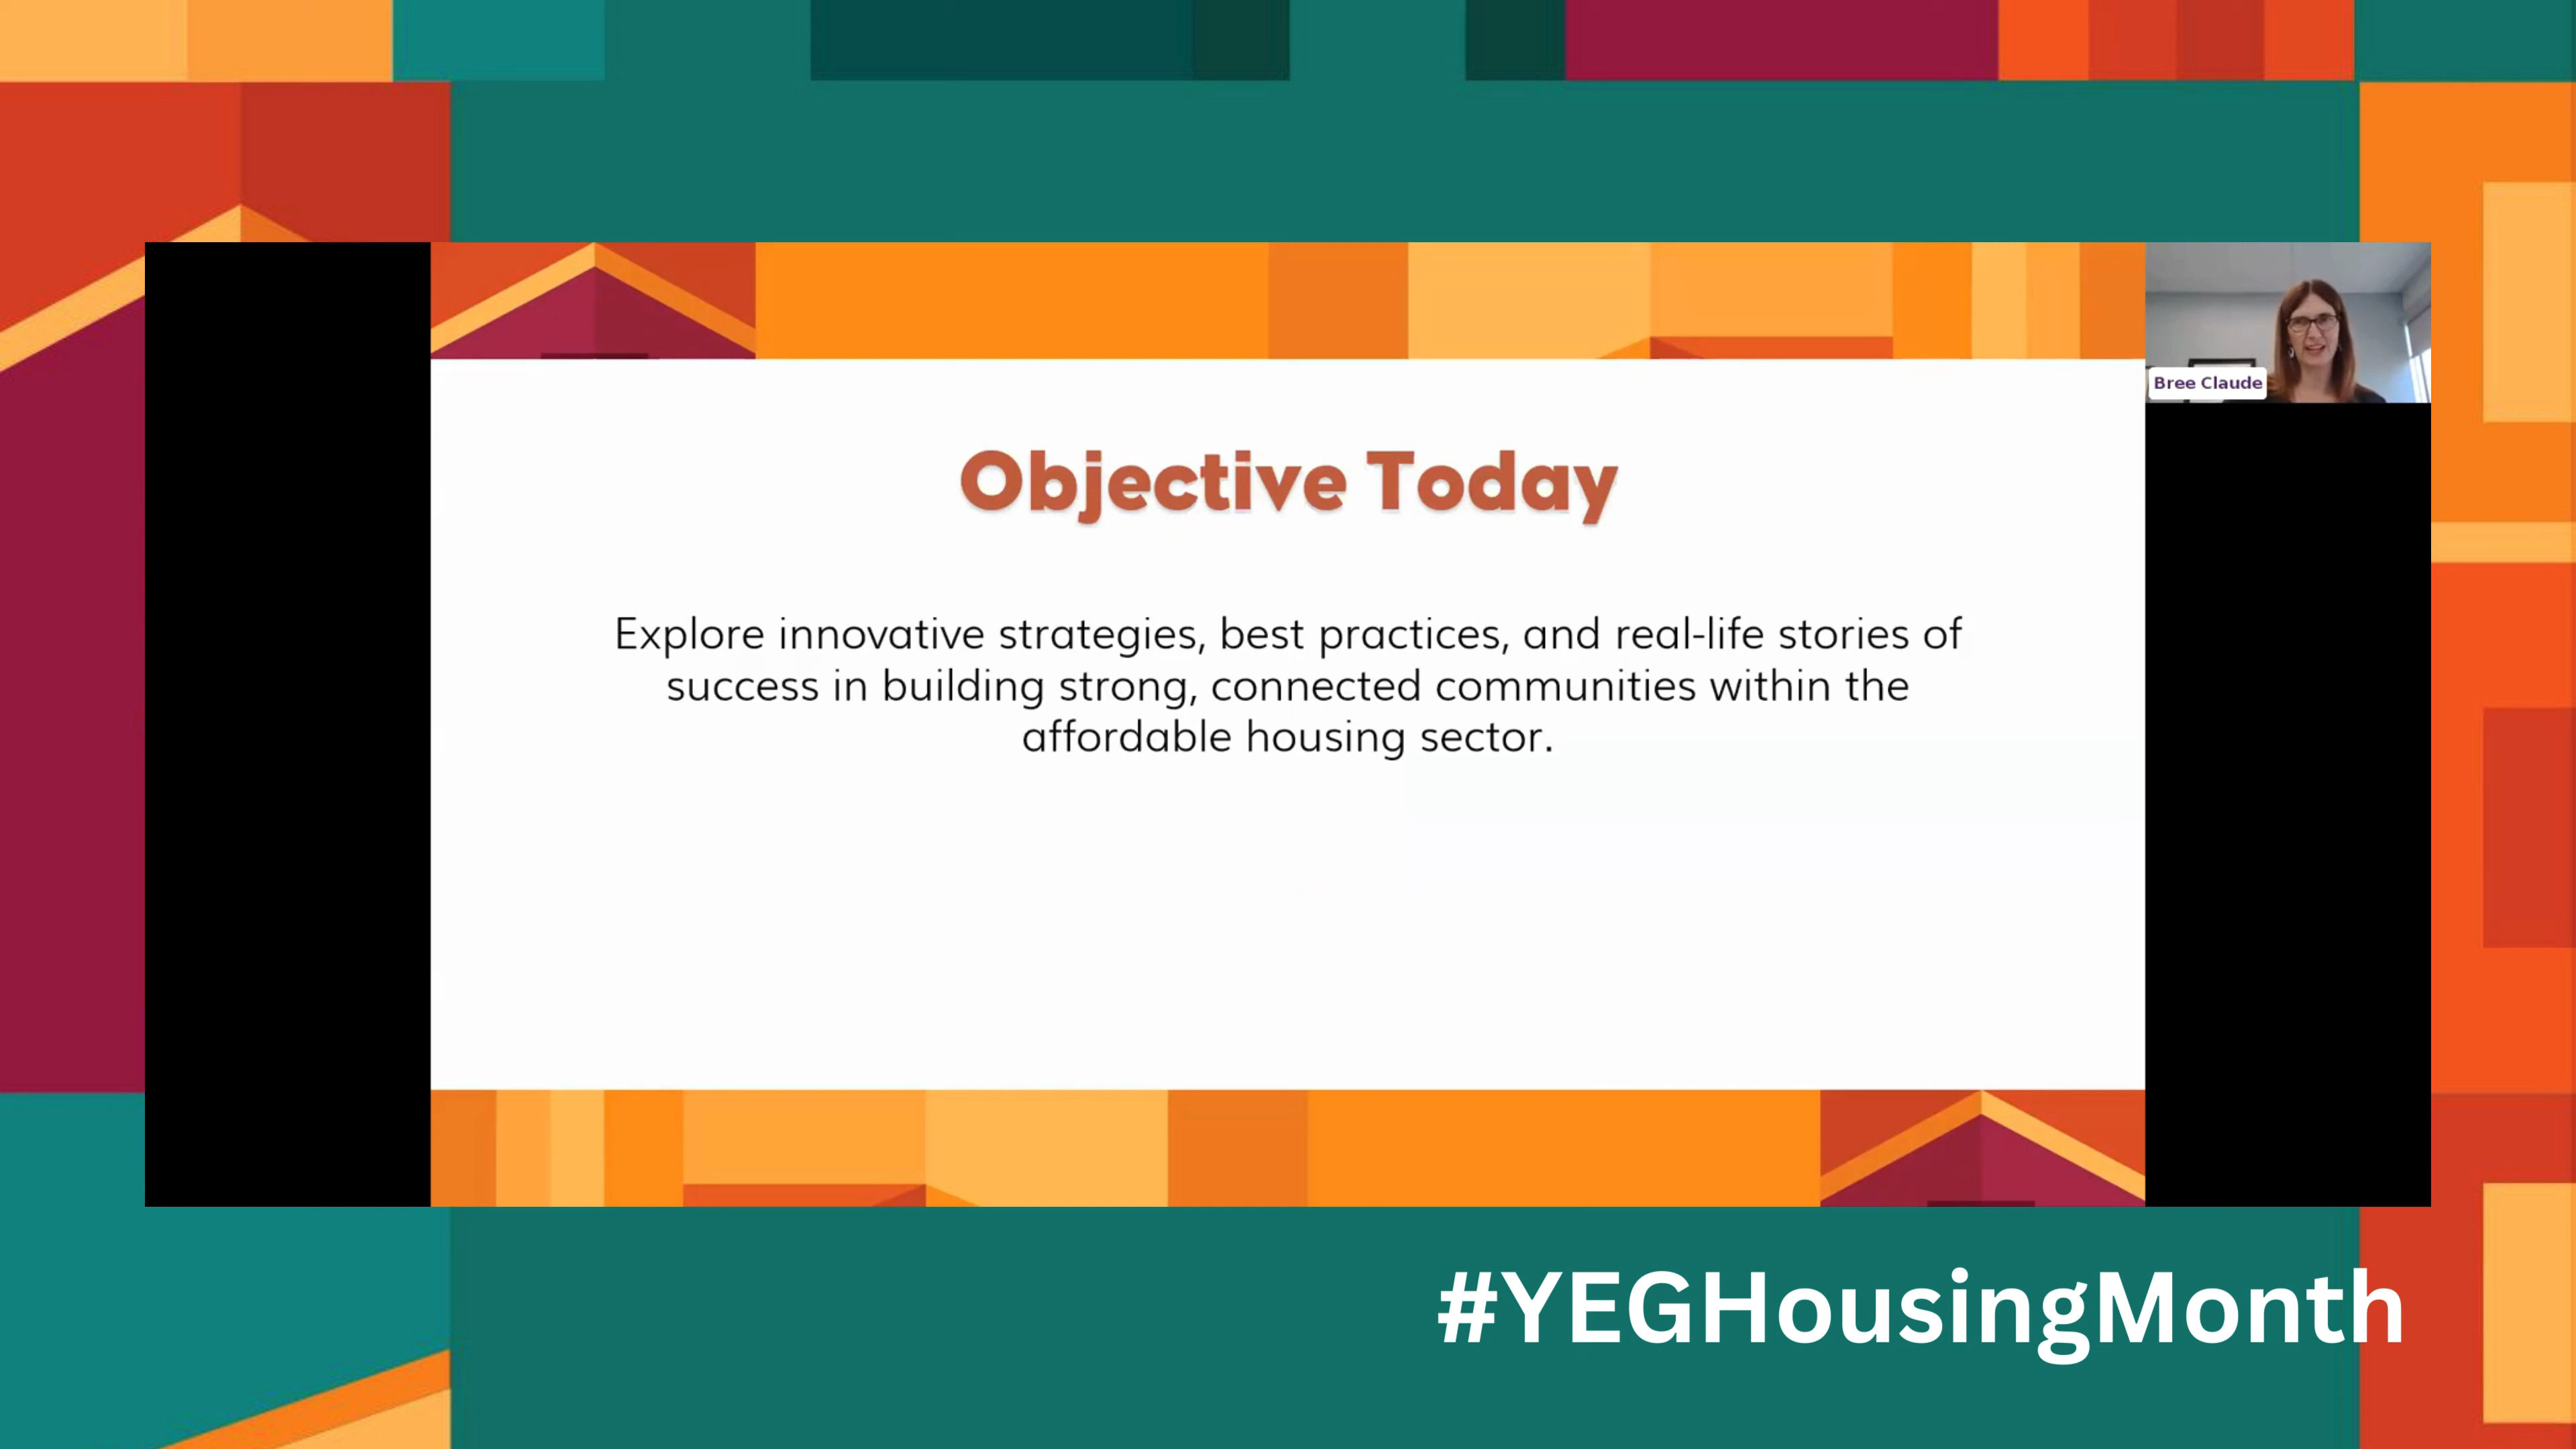 Bree Claude
Objective Today
Explore innovative strategies, best practices, and real-life stories of
success in building strong, connected communities within the
affordable housing sector.
#YEGHousingMonth